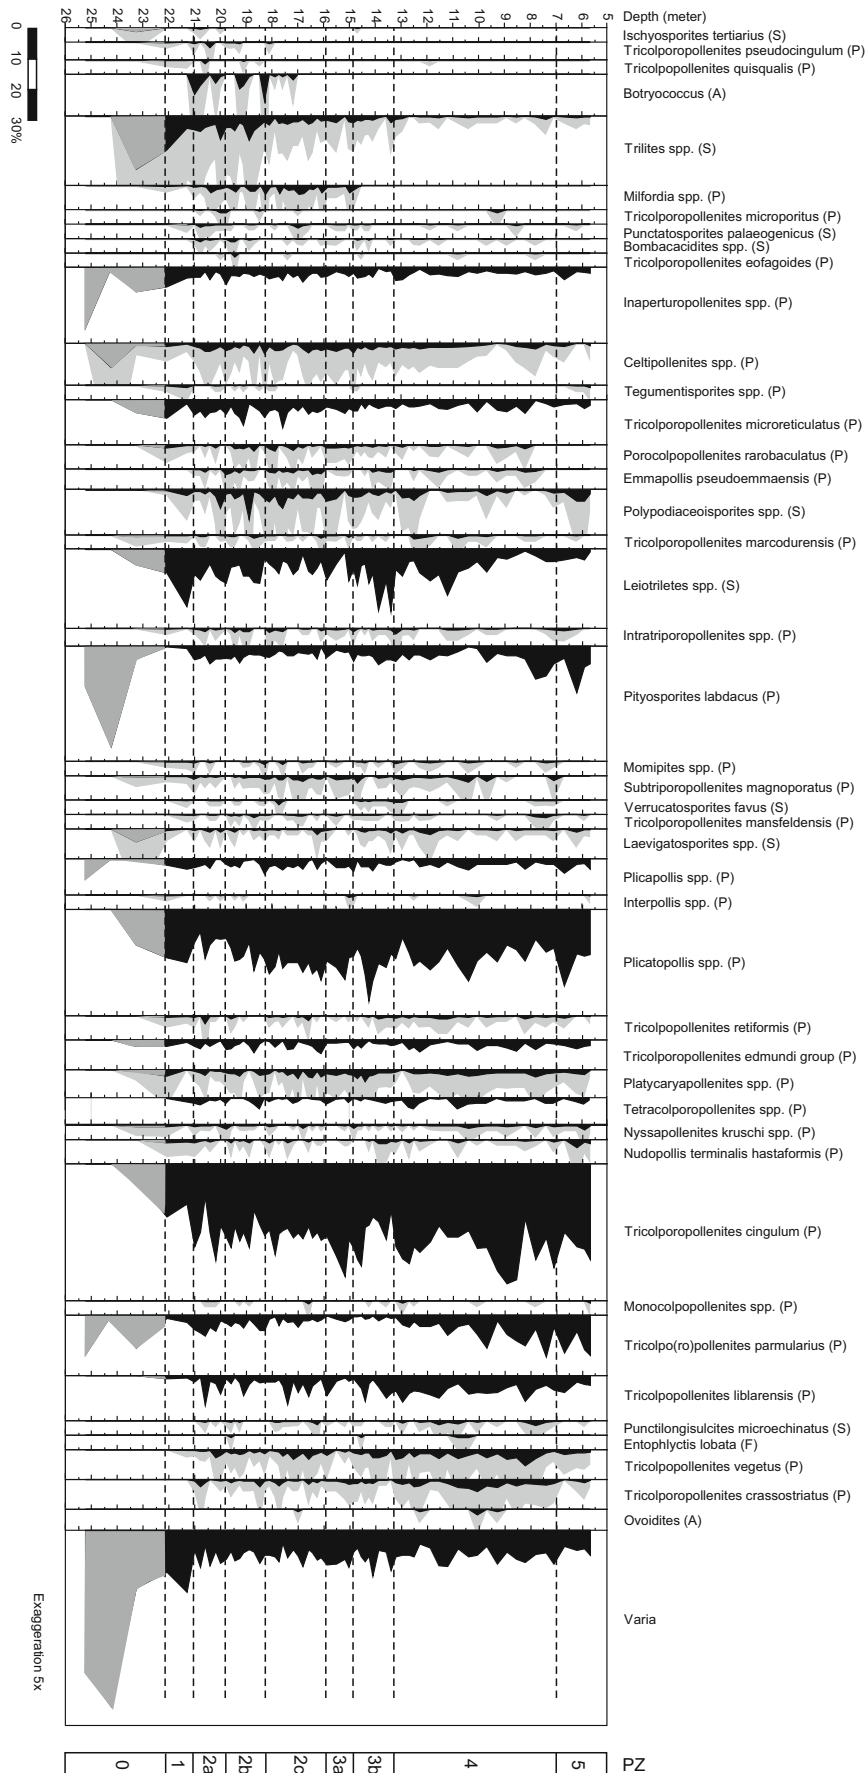 Depth (meter)
26 25 24 23 22 21 20 19 18 17 16 15 14 13 12 11 10 9 8 7 6 5
0 10 20 30%
Ischyosporites tertiarius (S)
Tricolporopollenites pseudocingulum (P)
Tricolpopollenites quisqualis (P)
Botryococcus (A)
Trilites spp. (S)
Milfordia spp. (P)
Tricolporopollenites microporitus (P)
Punctatosporites palaeogenicus (S)
Bombacacidites spp. (S)
Tricolporopollenites eofagoides (P)
Inaperturopollenites spp. (P)
Celtipollenites spp. (P)
Tegumentisporites spp. (P)
Tricolporopollenites microreticulatus (P)
Porocolpopollenites rarobaculatus (P)
Emmapollis pseudoemmaensis (P)
Polypodiaceoisporites spp. (S)
Tricolporopollenites marcodurensis (P)
Leiotriletes spp. (S)
Intratriporopollenites spp. (P)
Pityosporites labdacus (P)
Momipites spp. (P)
Subtriporopollenites magnoporatus (P)
Verrucatosporites favus (S)
Tricolporopollenites mansfeldensis (P)
Laevigatosporites spp. (S)
Plicapollis spp. (P)
Interpollis spp. (P)
Plicatopollis spp. (P)
Tricolpopollenites retiformis (P)
Tricolporopollenites edmundi group (P)
Platycaryapollenites spp. (P)
Tetracolporopollenites spp. (P)
Nyssapollenites kruschi spp. (P)
Nudopollis terminalis hastaformis (P)
Tricolporopollenites cingulum (P)
Monocolpopollenites spp. (P)
Tricolpo(ro)pollenites parmularius (P)
Tricolpopollenites liblarensis (P)
Punctilongisulcites microechinatus (S)
Entophlyctis lobata (F)
Tricolpopollenites vegetus (P)
Tricolporopollenites crassostriatus (P)
Ovoidites (A)
Varia
Exaggeration 5x
0 1 2a 2b 2c 3a 3b 4 5
PZ